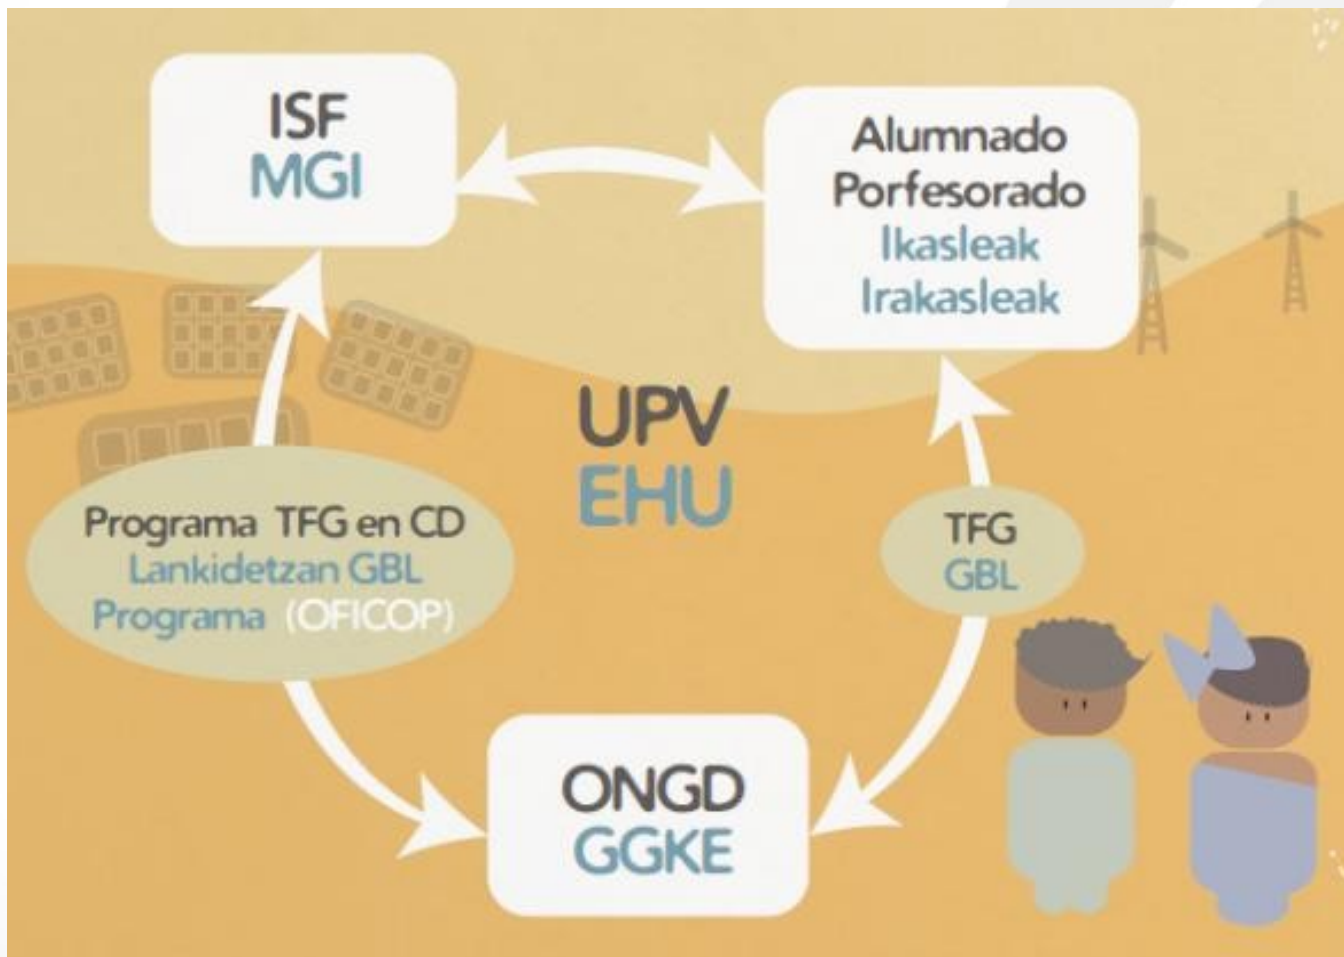 ISF
MGI
Alumnado
Porfesorado
Ikasleak
Irakasleak
UPV
EHU
Programa TFG en CD
Lankidetzan GBL
Programa (OFICOP)
TFG
GBL
ONGD
GGKE